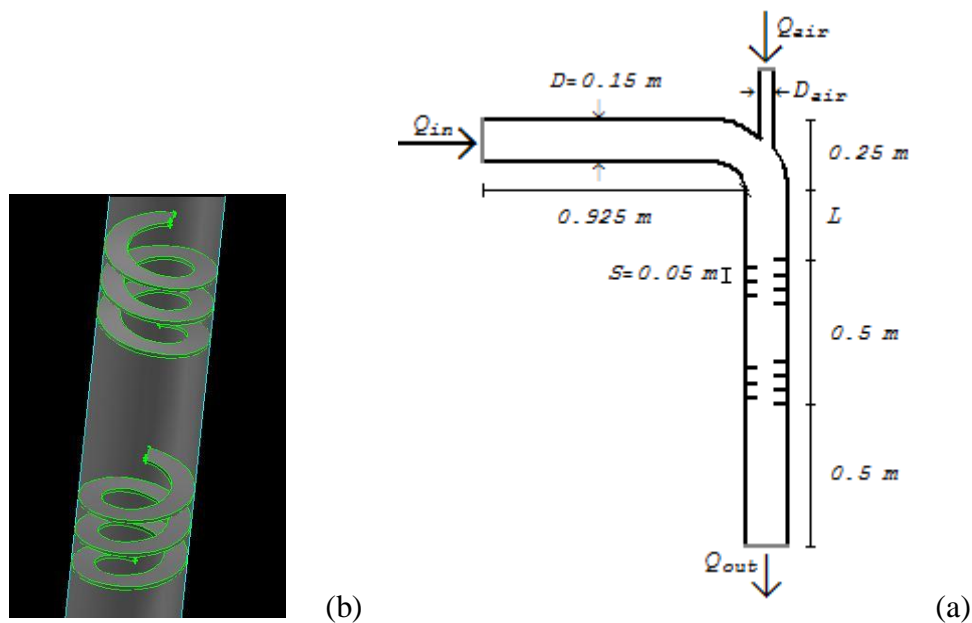 Q_air
D=0.15 m
D_air
Q_in
0.25 m
0.925 m
L
S=0.05 m
0.5 m
0.5 m
Q_out
(b)
(a)